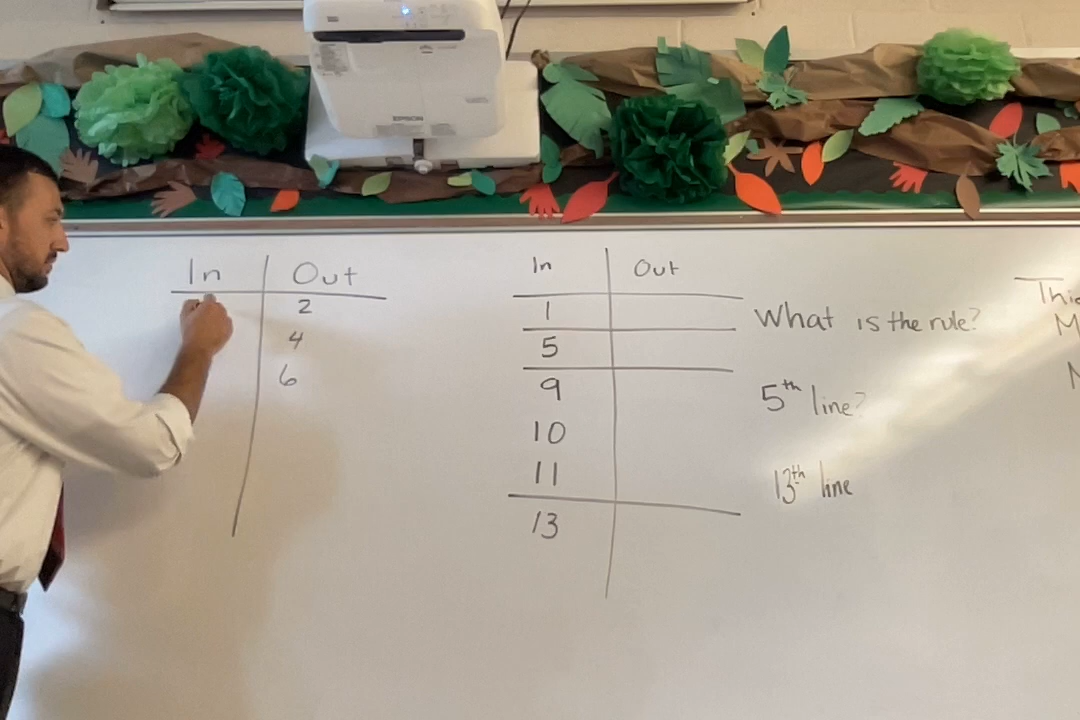 EPSON
In Out
2
4
6
In Out
1
5
9
10
11
13
What is the rule?
5th line?
13th line